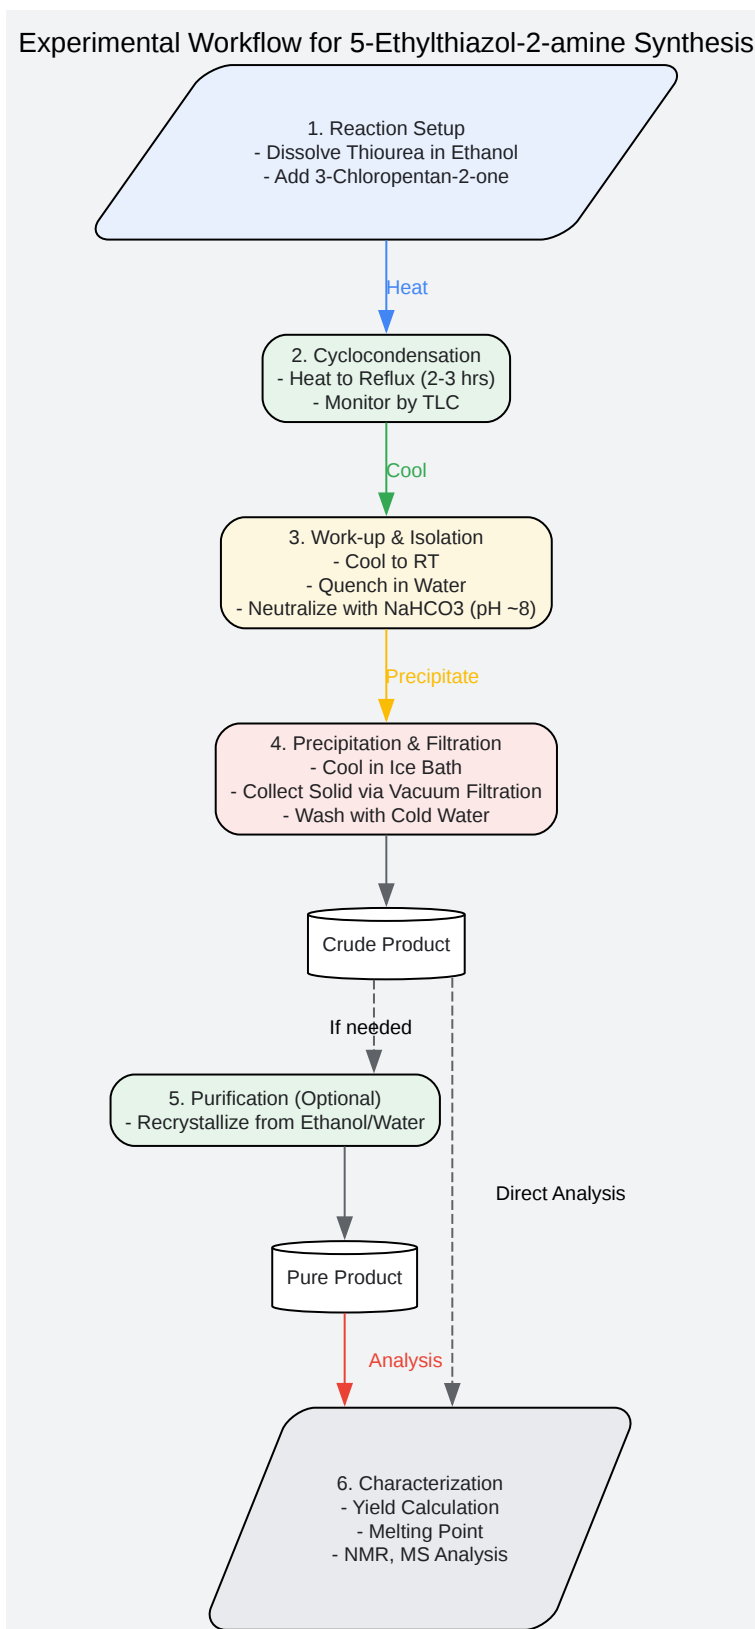 Experimental Workflow for 5-Ethylthiazol-2-amine Synthesis
1. Reaction Setup
- Dissolve Thiourea in Ethanol
- Add 3-Chloropentan-2-one
Heat
2. Cyclocondensation
- Heat to Reflux (2-3 hrs)
- Monitor by TLC
Cool
3. Work-up & Isolation
- Cool to RT
- Quench in Water
- Neutralize with NaHCO3 (pH ~8)
Precipitate
4. Precipitation & Filtration
- Cool in Ice Bath
- Collect Solid via Vacuum Filtration
- Wash with Cold Water
Crude Product
If needed
5. Purification (Optional)
- Recrystallize from Ethanol/Water
Direct Analysis
Pure Product
Analysis
6. Characterization
- Yield Calculation
- Melting Point
- NMR, MS Analysis